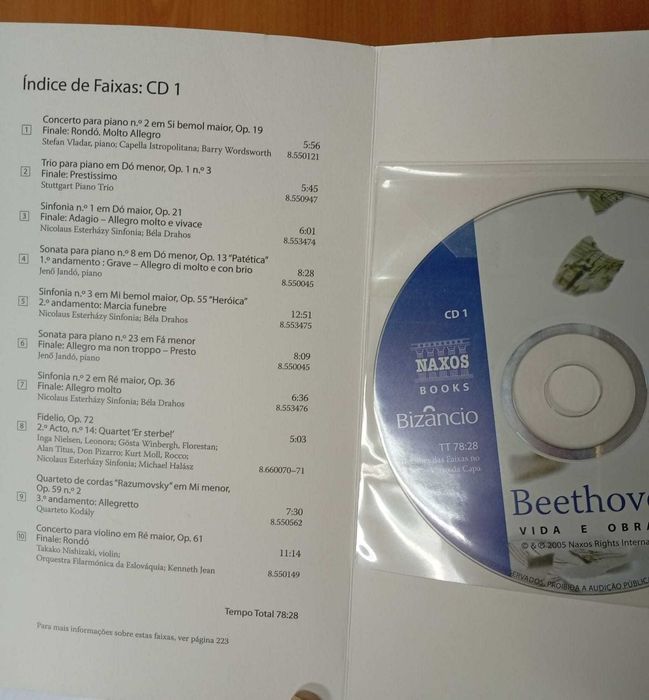 Índice de Faixas: CD 1
1 Concerto para piano n.º 2 em Si bemol maior, Op. 19
Finale: Rondó. Molto Allegro 5:56
Stefan Vladar, piano; Capella Istropolitana; Barry Wordsworth 8.550121
2 Trio para piano em Dó menor, Op. 1 n.º 3
Finale: Prestissimo 5:45
Stuttgart Piano Trio 8.550947
3 Sinfonia n.º 1 em Dó maior, Op. 21
Finale: Adagio – Allegro molto e vivace 6:01
Nicolaus Esterházy Sinfonia; Béla Drahos 8.553474
4 Sonata para piano n.º 8 em Dó menor, Op. 13 "Patética"
1.º andamento : Grave – Allegro di molto e con brio 8:28
Jenő Jandó, piano 8.550045
5 Sinfonia n.º 3 em Mi bemol maior, Op. 55 "Heróica"
2.º andamento: Marcia funebre 12:51
Nicolaus Esterházy Sinfonia; Béla Drahos 8.553475
6 Sonata para piano n.º 23 em Fá menor
Finale: Allegro ma non troppo – Presto 8:09
Jenő Jandó, piano 8.550045
7 Sinfonia n.º 2 em Ré maior, Op. 36
Finale: Allegro molto 6:36
Nicolaus Esterházy Sinfonia; Béla Drahos 8.553476
8 Fidelio, Op. 72
2.º Acto, n.º 14: Quartet 'Er sterbe!' 5:03
Inga Nielsen, Leonora; Gösta Winbergh, Florestan;
Alan Titus, Don Pizarro; Kurt Moll, Rocco;
Nicolaus Esterházy Sinfonia; Michael Halász 8.660070–71
Quarteto de cordas "Razumovsky" em Mi menor,
Op. 59 n.º 2
9 3.º andamento: Allegretto 7:30
Quarteto Kodály 8.550562
10 Concerto para violino em Ré maior, Op. 61
Finale: Rondó 11:14
Takako Nishizaki, violin;
Orquestra Filarmónica da Eslováquia; Kenneth Jean 8.550149
Tempo Total 78:28
Para mais informações sobre estas faixas, ver página 223
CD 1
NAXOS
BOOKS
Bizâncio
TT 78:28
das Faixas no
da Capa
Beethov
VIDA E OBRA
© & ℗ 2005 Naxos Rights Interna
SERVADOS. PROIBIDA A AUDIÇÃO PÚBLI